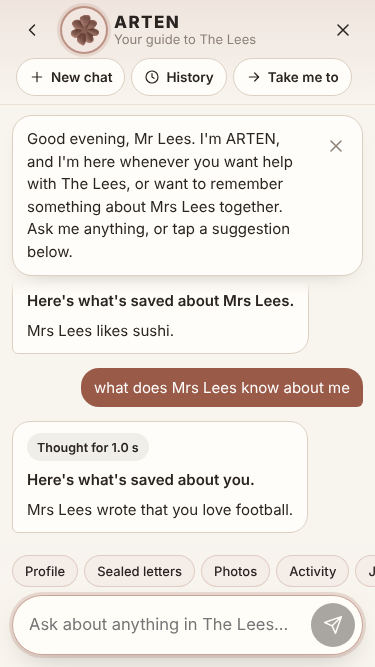 ARTEN
Your guide to The Lees
New chat
History
Take me to
Good evening, Mr Lees. I'm ARTEN,
and I'm here whenever you want help
with The Lees, or want to remember
something about Mrs Lees together.
Ask me anything, or tap a suggestion
below.
Here's what's saved about Mrs Lees.
Mrs Lees likes sushi.
what does Mrs Lees know about me
Thought for 1.0 s
Here's what's saved about you.
Mrs Lees wrote that you love football.
Profile
Sealed letters
Photos
Activity
J
Ask about anything in The Lees...